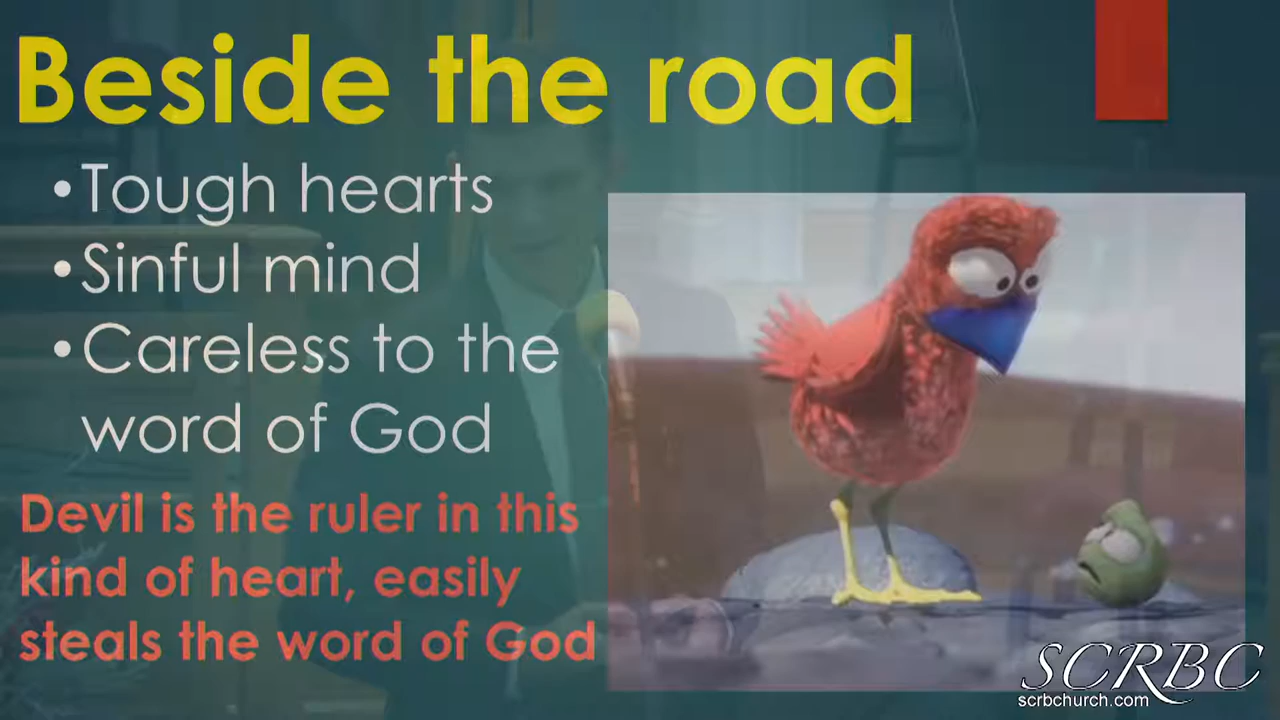 Beside the road
•Tough hearts
•Sinful mind
•Careless to the
word of God
Devil is the ruler in this
kind of heart, easily
steals the word of God
SCRBC
scrbchurch.com